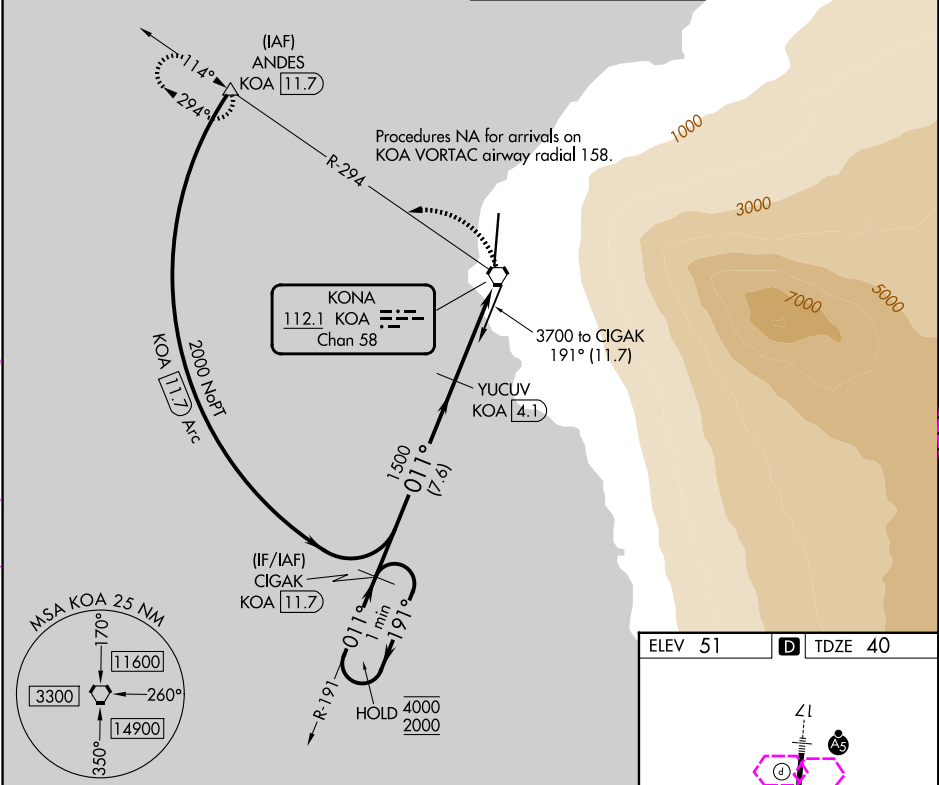 (IAF)
ANDES
KOA 11.7
114°
294°
R-294
Procedures NA for arrivals on
KOA VORTAC airway radial 158.
1000
3000
5000
7000
KONA
112.1 KOA
Chan 58
3700 to CIGAK
191° (11.7)
YUCUV
KOA 4.1
2000 NoPT
KOA 11.7 Arc
1500
011°
(7.6)
(IF/IAF)
CIGAK
KOA 11.7
011°
1 min
191°
R-191
HOLD 4000
2000
MSA KOA 25 NM
170°
11600
3300
260°
14900
350°
ELEV 51
D
TDZE 40
17
A5
P